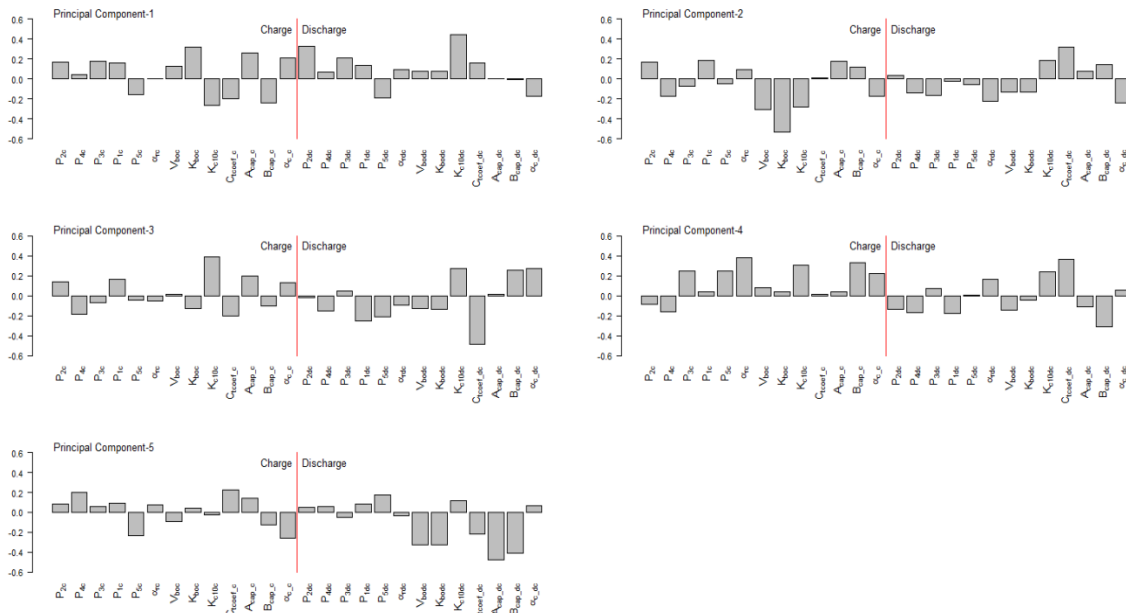 Principal Component-1
Charge Discharge
0.6
0.4
0.2
0.0
-0.2
-0.4
-0.6
P2c P4c P3c P1c P5c αrc Vboc Kboc Kc10c Ctcoef_c Acap_c Bcap_c αc_c P2dc P4dc P3dc P1dc P5dc αrdc Vbodc Kbodc Kc10dc Ctcoef_dc Acap_dc Bcap_dc αc_dc
Principal Component-2
Charge Discharge
0.6
0.4
0.2
0.0
-0.2
-0.4
-0.6
P2c P4c P3c P1c P5c αrc Vboc Kboc Kc10c Ctcoef_c Acap_c Bcap_c αc_c P2dc P4dc P3dc P1dc P5dc αrdc Vbodc Kbodc Kc10dc Ctcoef_dc Acap_dc Bcap_dc αc_dc
Principal Component-3
Charge Discharge
0.6
0.4
0.2
0.0
-0.2
-0.4
-0.6
P2c P4c P3c P1c P5c αrc Vboc Kboc Kc10c Ctcoef_c Acap_c Bcap_c αc_c P2dc P4dc P3dc P1dc P5dc αrdc Vbodc Kbodc Kc10dc Ctcoef_dc Acap_dc Bcap_dc αc_dc
Principal Component-4
Charge Discharge
0.6
0.4
0.2
0.0
-0.2
-0.4
-0.6
P2c P4c P3c P1c P5c αrc Vboc Kboc Kc10c Ctcoef_c Acap_c Bcap_c αc_c P2dc P4dc P3dc P1dc P5dc αrdc Vbodc Kbodc Kc10dc Ctcoef_dc Acap_dc Bcap_dc αc_dc
Principal Component-5
Charge Discharge
0.6
0.4
0.2
0.0
-0.2
-0.4
-0.6
P2c P4c P3c P1c P5c αrc Vboc Kboc Kc10c Ctcoef_c Acap_c Bcap_c αc_c P2dc P4dc P3dc P1dc P5dc αrdc Vbodc Kbodc Kc10dc Ctcoef_dc Acap_dc Bcap_dc αc_dc